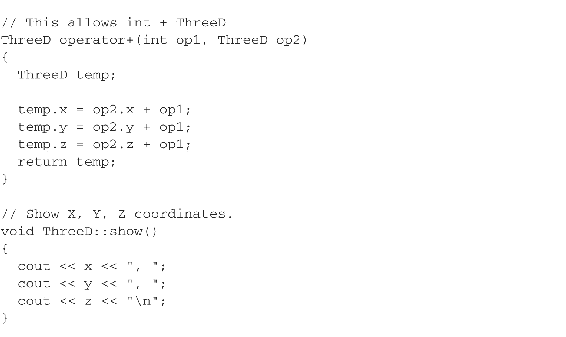 // This allows int + ThreeD
ThreeD operator+(int op1, ThreeD op2)
{
  ThreeD temp;

  temp.x = op2.x + op1;
  temp.y = op2.y + op1;
  temp.z = op2.z + op1;
  return temp;
}

// Show X, Y, Z coordinates.
void ThreeD::show()
{
  cout << x << ", ";
  cout << y << ", ";
  cout << z << "\n";
}